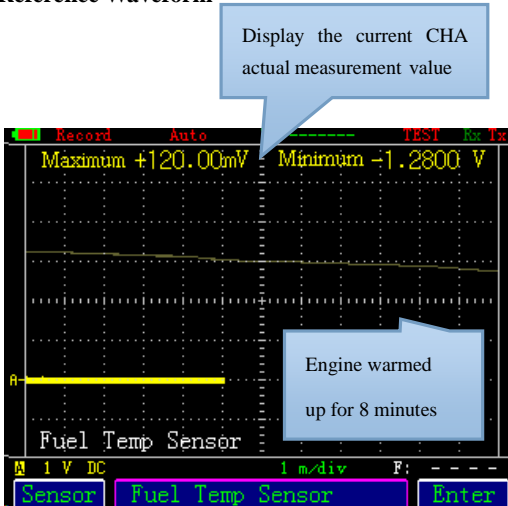 Reference Waveform
Display the current CHA
actual measurement value
Record Auto -------- TEST Rx Tx
Maximum +120.00mV Minimum -1.2800 V
Engine warmed
up for 8 minutes
A
Fuel Temp Sensor
A 1 V DC 1 m/div F: ----
Sensor Fuel Temp Sensor Enter